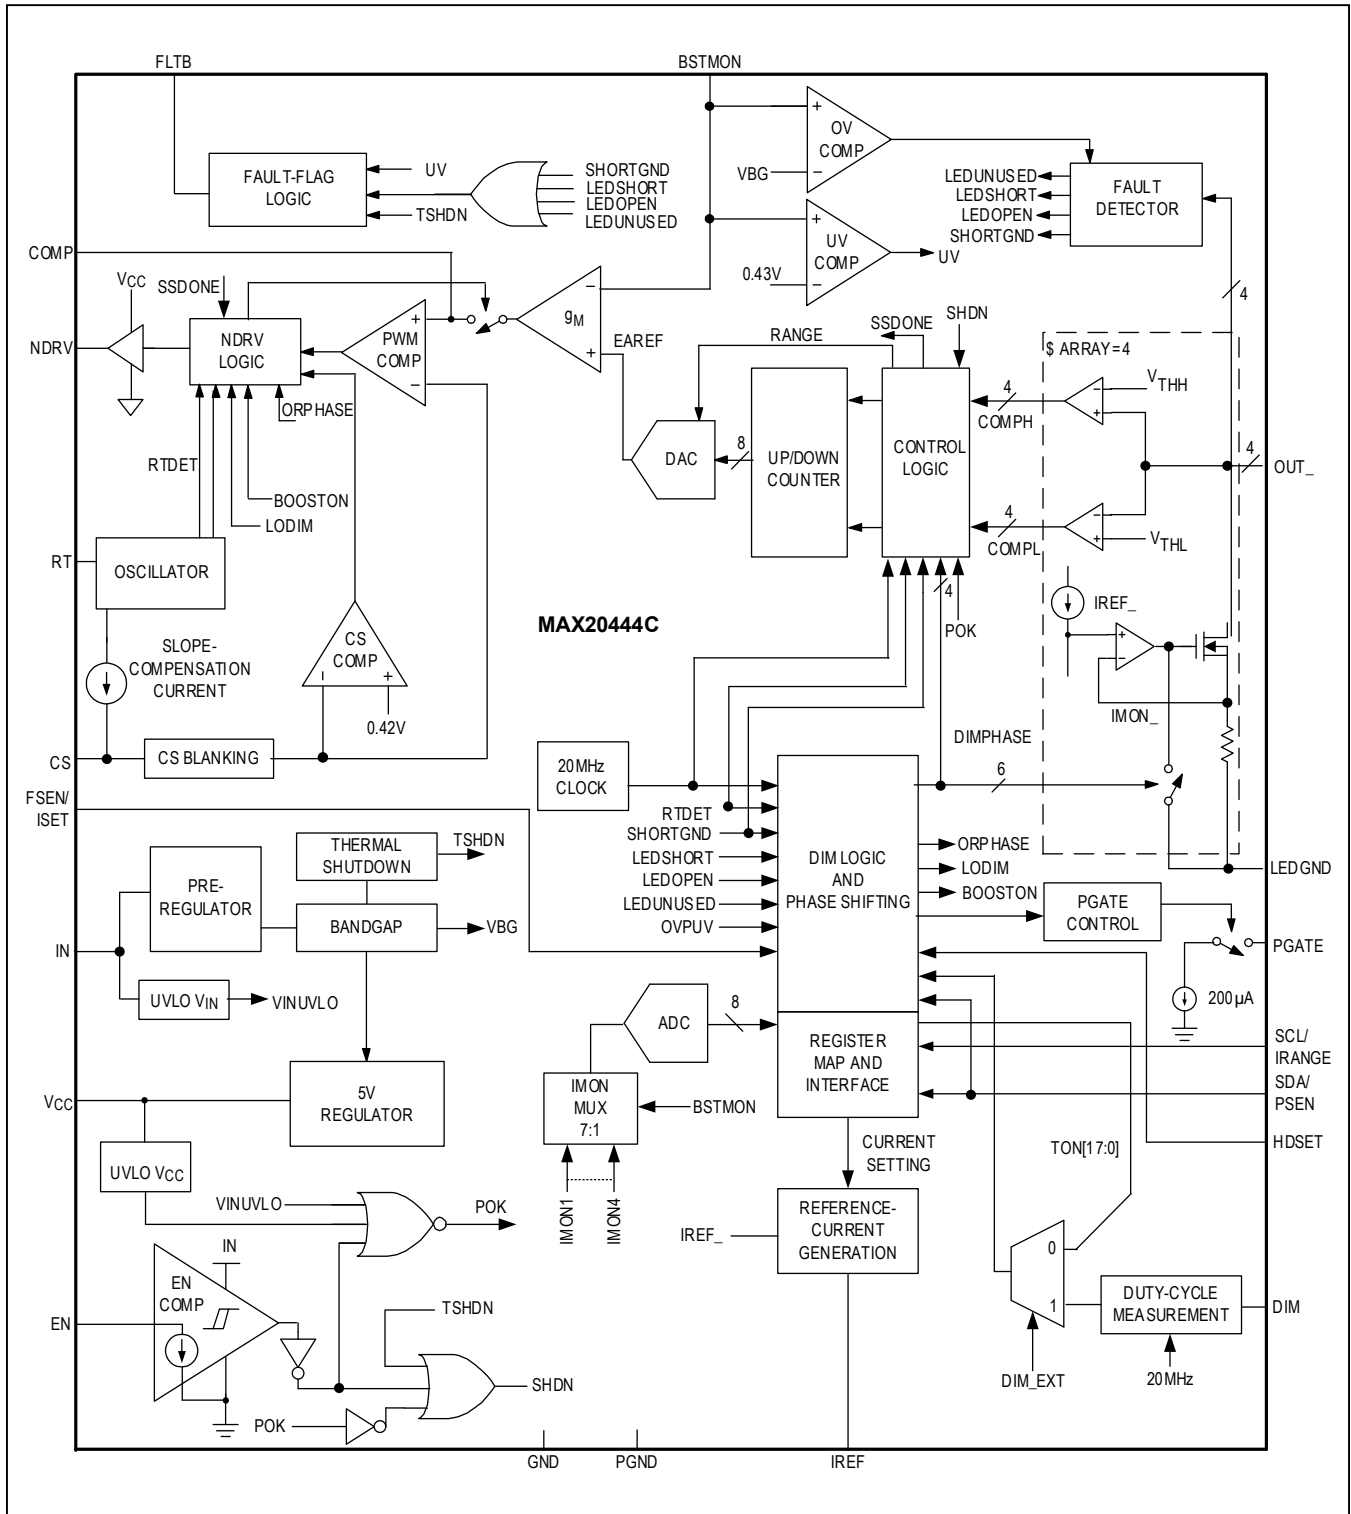 FLTB
BSTMON
FAULT-FLAG
LOGIC
UV
TSHDN
SHORTGND
LEDSHORT
LEDOPEN
LEDUNUSED
+
OV
COMP
VBG
−
LEDUNUSED
LEDSHORT
LEDOPEN
SHORTGND
FAULT
DETECTOR
+
UV
COMP
0.43V
−
UV
COMP
VCC
SSDONE
NDRV
NDRV
LOGIC
+
PWM
COMP
−
−
gM
+
EAREF
ORPHASE
RTDET
BOOSTON
LODIM
RANGE
SSDONE
SHDN
DAC
8
UP/DOWN
COUNTER
CONTROL
LOGIC
4
COMPH
4
COMPL
4
POK
$ ARRAY=4
4
−
+
VTHH
4
OUT_
−
+
VTHL
IREF_
+
−
IMON_
RT
OSCILLATOR
SLOPE-
COMPENSATION
CURRENT
CS
COMP
−
+
0.42V
CS
CS BLANKING
MAX20444C
FSEN/
ISET
20MHz
CLOCK
DIMPHASE
6
RTDET
SHORTGND
LEDSHORT
LEDOPEN
LEDUNUSED
OVPUV
DIM LOGIC
AND
PHASE SHIFTING
ORPHASE
LODIM
BOOSTON
LEDGND
PGATE
CONTROL
PGATE
200µA
THERMAL
SHUTDOWN
TSHDN
PRE-
REGULATOR
BANDGAP
VBG
IN
UVLO VIN
VINUVLO
ADC
8
REGISTER
MAP AND
INTERFACE
SCL/
IRANGE
SDA/
PSEN
HDSET
VCC
5V
REGULATOR
IMON
MUX
7:1
BSTMON
IMON1
IMON4
CURRENT
SETTING
TON[17:0]
UVLO VCC
VINUVLO
POK
IREF_
REFERENCE-
CURRENT
GENERATION
0
1
DUTY-CYCLE
MEASUREMENT
DIM
DIM_EXT
20MHz
IN
EN
COMP
EN
TSHDN
SHDN
POK
GND
PGND
IREF